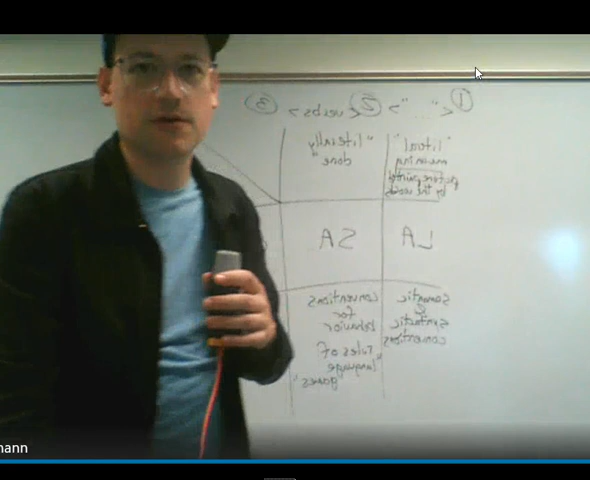 ① <"..."> ② <verbs> ③
"literal"
meaning
picture painted
by the words
"literally
done"
LA
SA
semantic
&
syntactic
conventions
conventions
for
behavior
"rules of
language
games"
mann